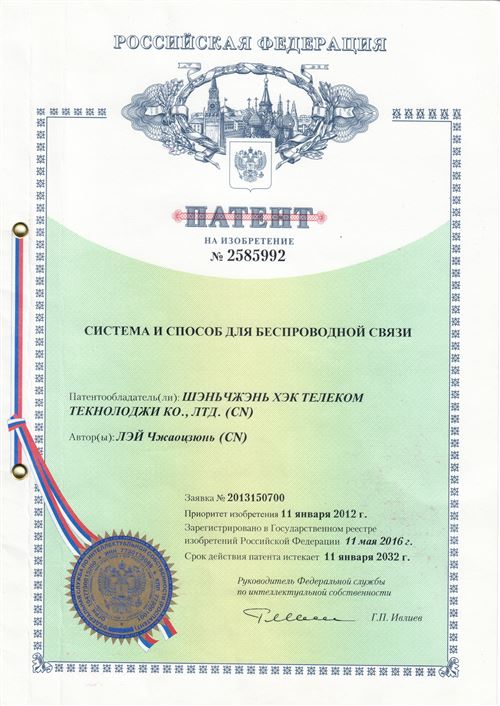 РОССИЙСКАЯ ФЕДЕРАЦИЯ
ПАТЕНТ
НА ИЗОБРЕТЕНИЕ
№ 2585992
СИСТЕМА И СПОСОБ ДЛЯ БЕСПРОВОДНОЙ СВЯЗИ
Патентообладатель(ли): ШЭНЬЧЖЭНЬ ХЭК ТЕЛЕКОМ
ТЕКНОЛОДЖИ КО., ЛТД. (CN)
Автор(ы): ЛЭЙ Чжаоцзюнь (CN)
Заявка № 2013150700
Приоритет изобретения 11 января 2012 г.
Зарегистрировано в Государственном реестре
изобретений Российской Федерации 11 мая 2016 г.
Срок действия патента истекает 11 января 2032 г.
Руководитель Федеральной службы
по интеллектуальной собственности
Г.П. Ивлиев